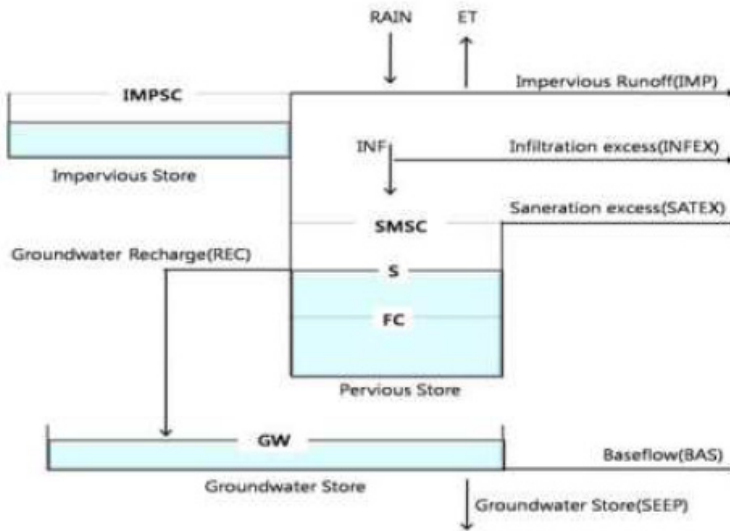 RAIN ET
IMPSC
Impervious Runoff(IMP)
INF
Infiltration excess(INFEX)
Impervious Store
Saneration excess(SATEX)
SMSC
Groundwater Recharge(REC)
S
FC
Pervious Store
GW
Baseflow(BAS)
Groundwater Store
Groundwater Store(SEEP)